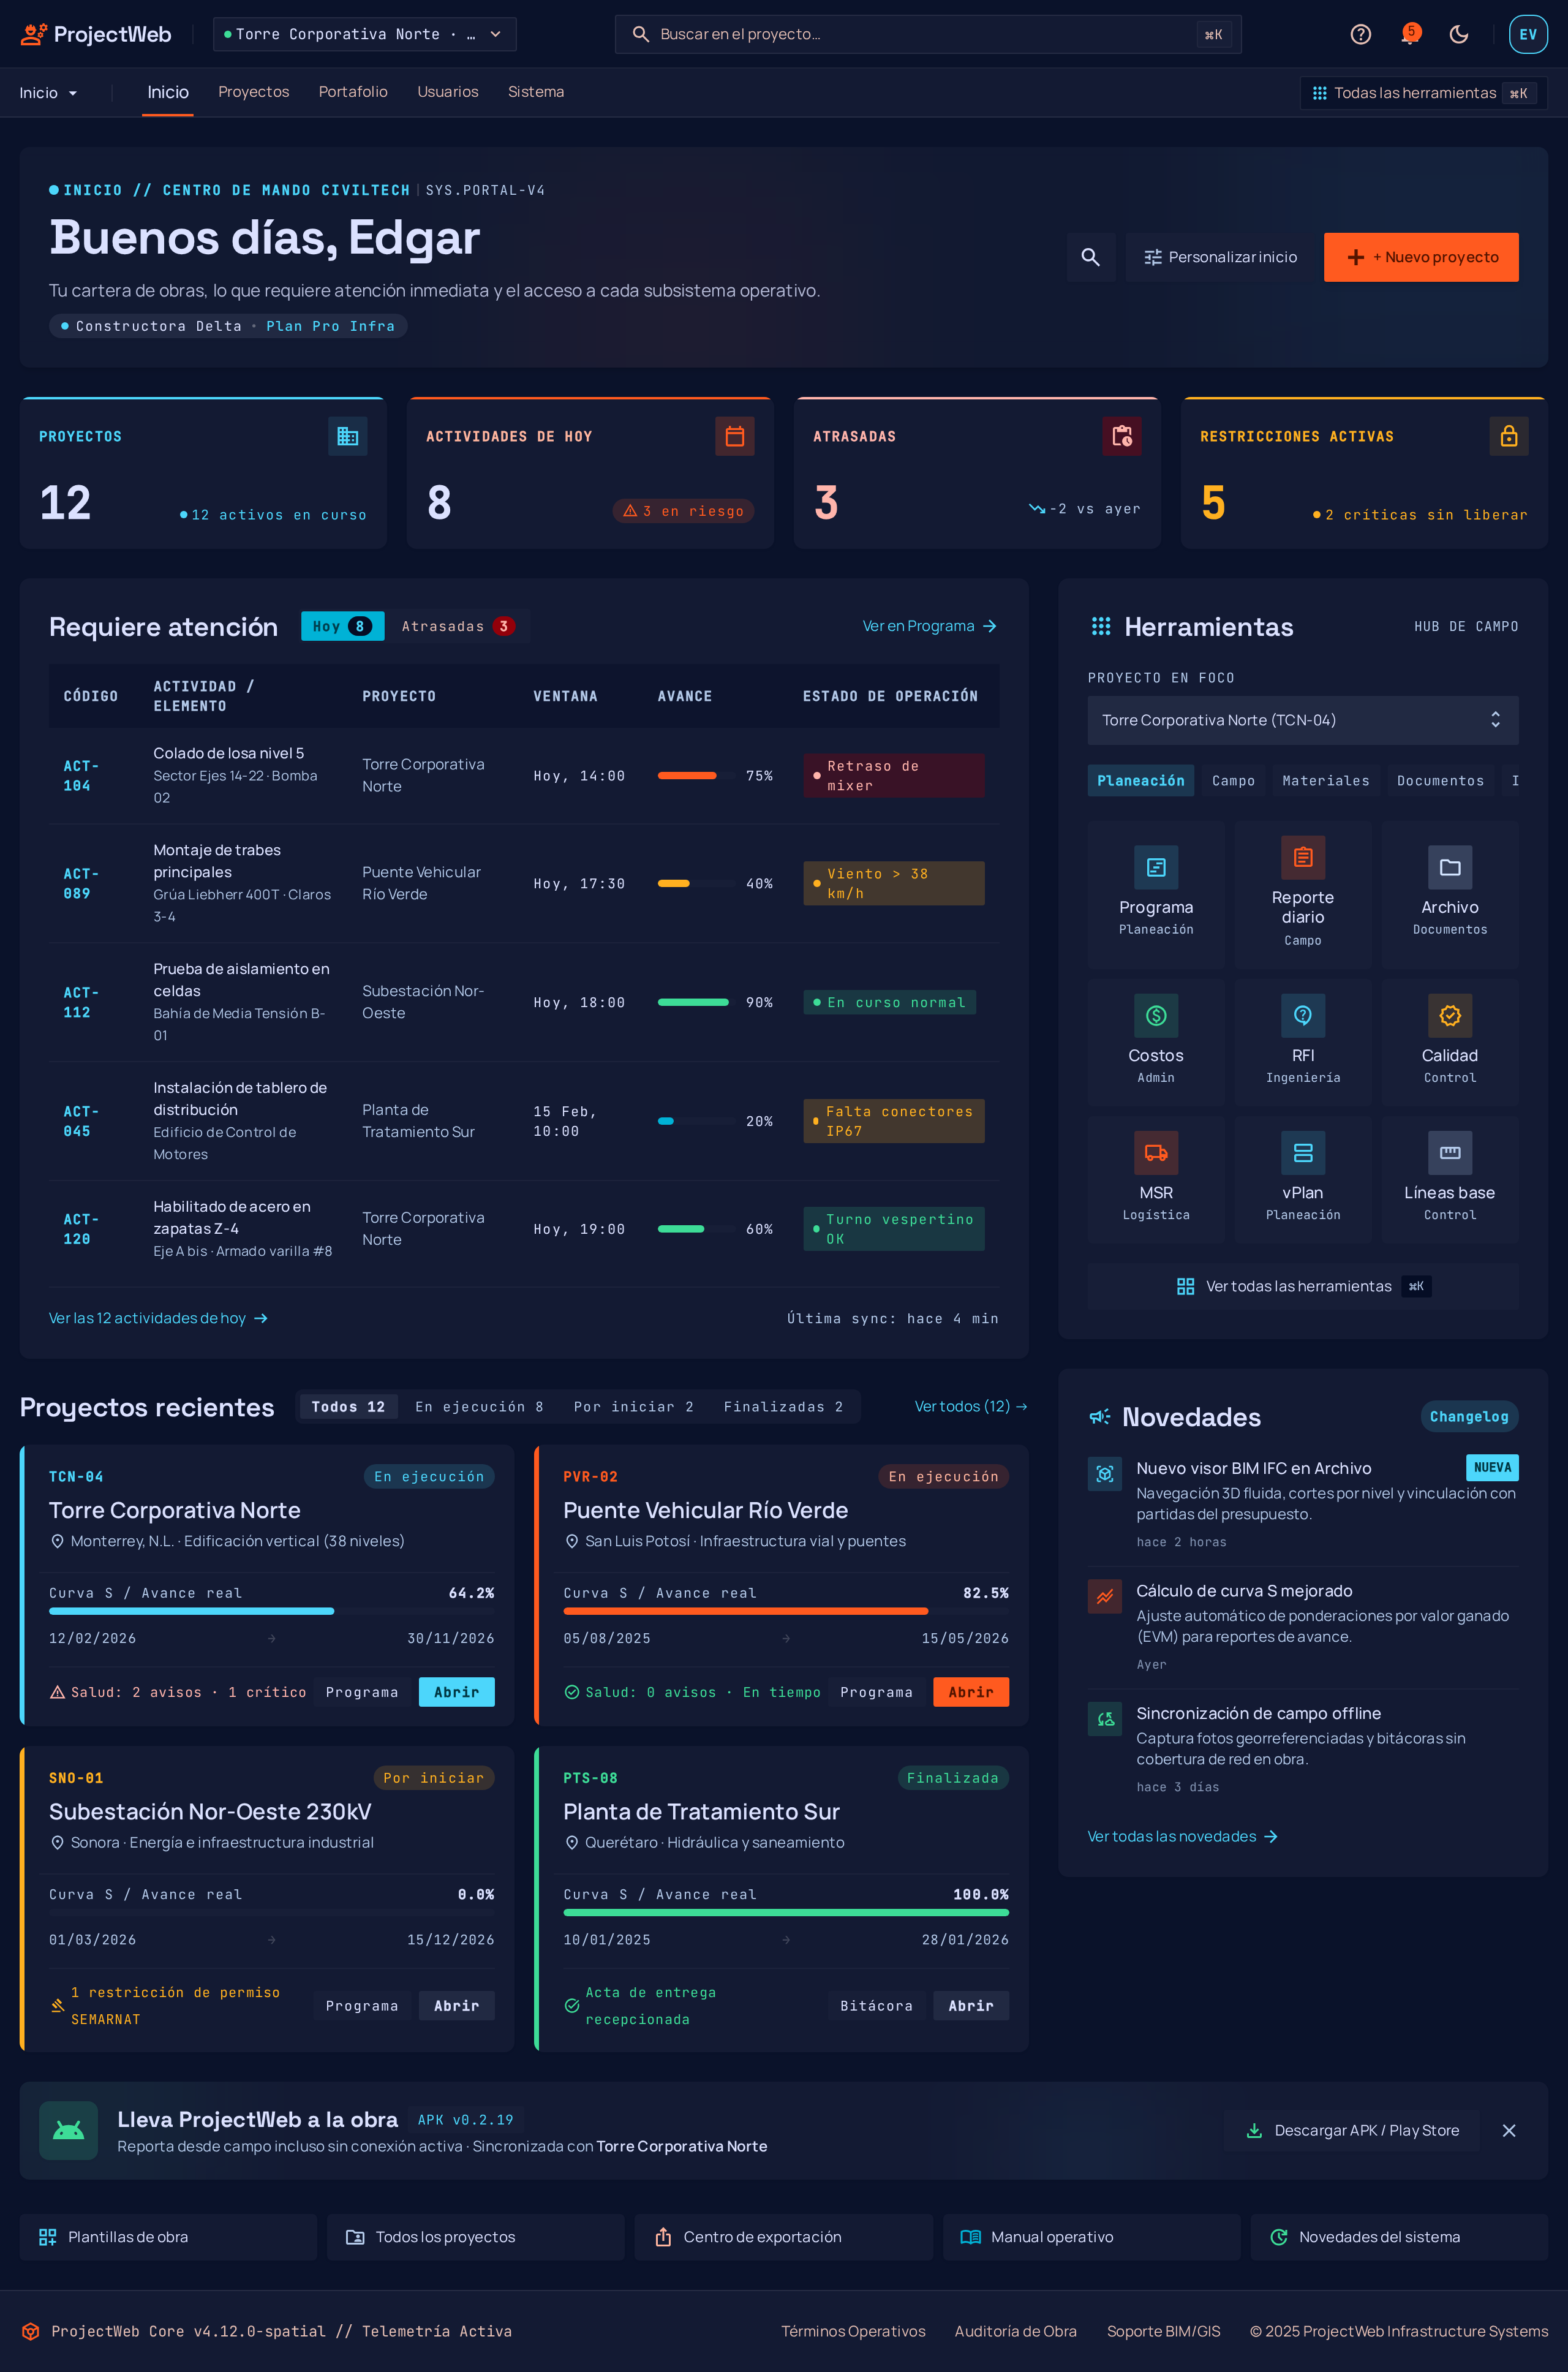 ProjectWeb
Torre Corporativa Norte · …
Buscar en el proyecto…
⌘K
5
EV
Inicio
Inicio
Proyectos
Portafolio
Usuarios
Sistema
Todas las herramientas ⌘K
INICIO // CENTRO DE MANDO CIVILTECH | SYS.PORTAL-V4
Buenos días, Edgar
Tu cartera de obras, lo que requiere atención inmediata y el acceso a cada subsistema operativo.
Constructora Delta • Plan Pro Infra
Personalizar inicio
+ Nuevo proyecto
PROYECTOS
12
12 activos en curso
ACTIVIDADES DE HOY
8
3 en riesgo
ATRASADAS
3
-2 vs ayer
RESTRICCIONES ACTIVAS
5
2 críticas sin liberar
Requiere atención
Hoy 8
Atrasadas 3
Ver en Programa →
CÓDIGO
ACTIVIDAD /
ELEMENTO
PROYECTO
VENTANA
AVANCE
ESTADO DE OPERACIÓN
ACT-
104
Colado de losa nivel 5
Sector Ejes 14-22 · Bomba
02
Torre Corporativa
Norte
Hoy, 14:00
75%
Retraso de
mixer
ACT-
089
Montaje de trabes
principales
Grúa Liebherr 400T · Claros
3-4
Puente Vehicular
Río Verde
Hoy, 17:30
40%
Viento > 38
km/h
ACT-
112
Prueba de aislamiento en
celdas
Bahía de Media Tensión B-
01
Subestación Nor-
Oeste
Hoy, 18:00
90%
En curso normal
ACT-
045
Instalación de tablero de
distribución
Edificio de Control de
Motores
Planta de
Tratamiento Sur
15 Feb,
10:00
20%
Falta conectores
IP67
ACT-
120
Habilitado de acero en
zapatas Z-4
Eje A bis · Armado varilla #8
Torre Corporativa
Norte
Hoy, 19:00
60%
Turno vespertino
OK
Ver las 12 actividades de hoy →
Última sync: hace 4 min
Herramientas
HUB DE CAMPO
PROYECTO EN FOCO
Torre Corporativa Norte (TCN-04)
Planeación
Campo
Materiales
Documentos
I
Programa
Planeación
Reporte
diario
Campo
Archivo
Documentos
Costos
Admin
RFI
Ingeniería
Calidad
Control
MSR
Logística
vPlan
Planeación
Líneas base
Control
Ver todas las herramientas ⌘K
Proyectos recientes
Todos 12
En ejecución 8
Por iniciar 2
Finalizadas 2
Ver todos (12) →
TCN-04
En ejecución
Torre Corporativa Norte
Monterrey, N.L. · Edificación vertical (38 niveles)
Curva S / Avance real
64.2%
12/02/2026
→
30/11/2026
Salud: 2 avisos · 1 crítico
Programa
Abrir
PVR-02
En ejecución
Puente Vehicular Río Verde
San Luis Potosí · Infraestructura vial y puentes
Curva S / Avance real
82.5%
05/08/2025
→
15/05/2026
Salud: 0 avisos · En tiempo
Programa
Abrir
SNO-01
Por iniciar
Subestación Nor-Oeste 230kV
Sonora · Energía e infraestructura industrial
Curva S / Avance real
0.0%
01/03/2026
→
15/12/2026
1 restricción de permiso
SEMARNAT
Programa
Abrir
PTS-08
Finalizada
Planta de Tratamiento Sur
Querétaro · Hidráulica y saneamiento
Curva S / Avance real
100.0%
10/01/2025
→
28/01/2026
Acta de entrega
recepcionada
Bitácora
Abrir
Novedades
Changelog
Nuevo visor BIM IFC en Archivo
NUEVA
Navegación 3D fluida, cortes por nivel y vinculación con
partidas del presupuesto.
hace 2 horas
Cálculo de curva S mejorado
Ajuste automático de ponderaciones por valor ganado
(EVM) para reportes de avance.
Ayer
Sincronización de campo offline
Captura fotos georreferenciadas y bitácoras sin
cobertura de red en obra.
hace 3 días
Ver todas las novedades →
Lleva ProjectWeb a la obra
APK v0.2.19
Reporta desde campo incluso sin conexión activa · Sincronizada con Torre Corporativa Norte
Descargar APK / Play Store
Plantillas de obra
Todos los proyectos
Centro de exportación
Manual operativo
Novedades del sistema
ProjectWeb Core v4.12.0-spatial // Telemetría Activa
Términos Operativos
Auditoría de Obra
Soporte BIM/GIS
© 2025 ProjectWeb Infrastructure Systems